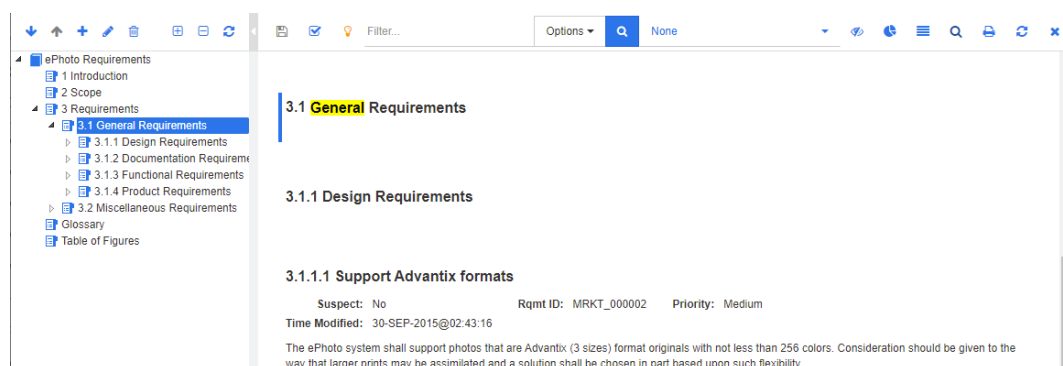 Filter...
Options
None
ePhoto Requirements
1 Introduction
2 Scope
3 Requirements
3.1 General Requirements
3.1.1 Design Requirements
3.1.2 Documentation Requireme
3.1.3 Functional Requirements
3.1.4 Product Requirements
3.2 Miscellaneous Requirements
Glossary
Table of Figures
3.1 General Requirements
3.1.1 Design Requirements
3.1.1.1 Support Advantix formats
Suspect: No Rqmt ID: MRKT_000002 Priority: Medium
Time Modified: 30-SEP-2015@02:43:16
The ePhoto system shall support photos that are Advantix (3 sizes) format originals with not less than 256 colors. Consideration should be given to the
way that larger prints may be assimilated and a solution shall be chosen in part based upon such flexibility.